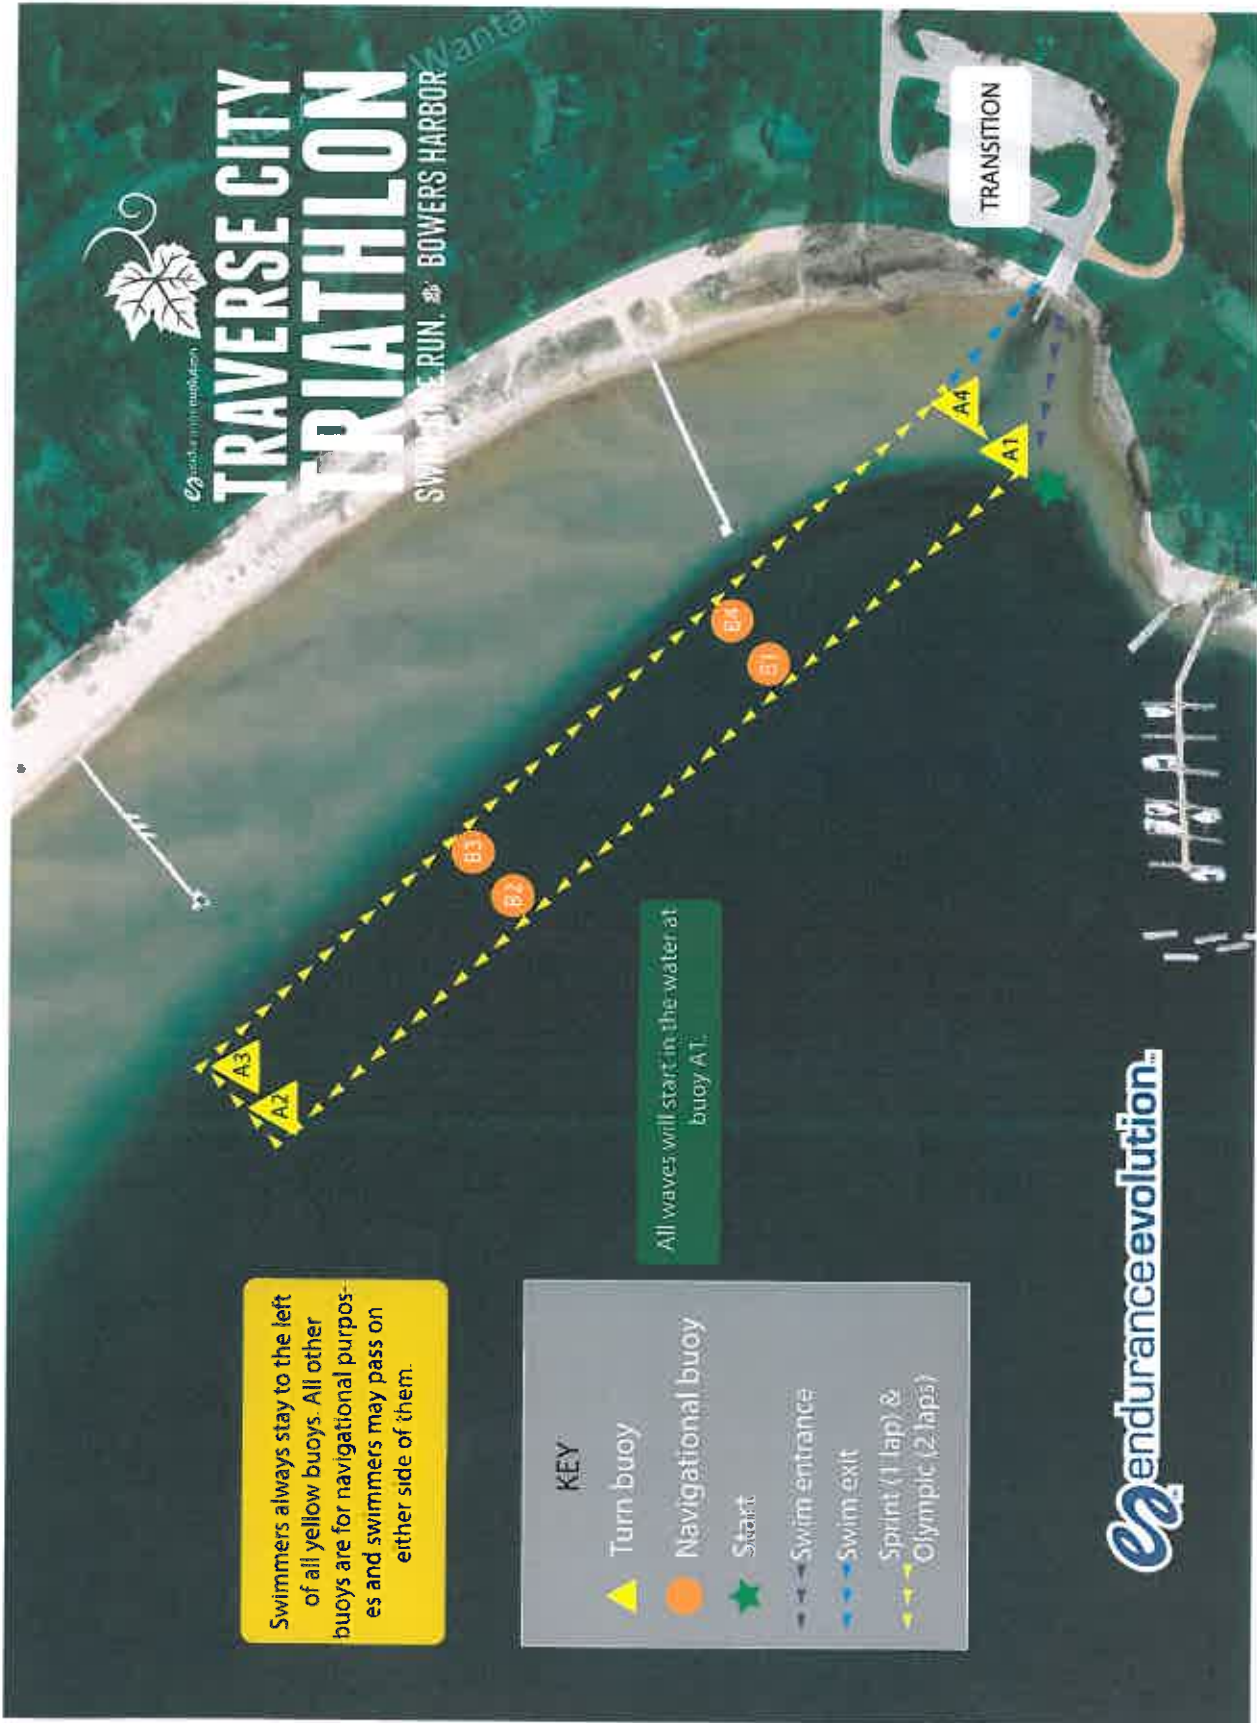 endurance evolution
TRAVERSE CITY
TRIATHLON
BOWERS HARBOR
TRANSITION
A1
A2
A3
A4
B1
B2
B3
Swimmers always stay to the left
of all yellow buoys. All other
buoys are for navigational purpos-
es and swimmers may pass on
either side of them.
All waves will start in the water at
buoy A1.
KEY
Turn buoy
Navigational buoy
Start
Swim entrance
Swim exit
Sprint (1 lap) &
Olympic (2 laps)
enduranceevolution